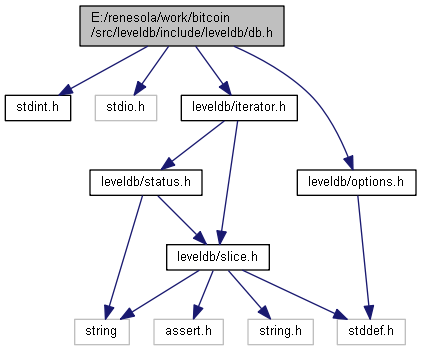 E:/renesola/work/bitcoin
/src/leveldb/include/leveldb/db.h
stdint.h
stdio.h
leveldb/iterator.h
leveldb/status.h
leveldb/options.h
leveldb/slice.h
string
assert.h
string.h
stddef.h